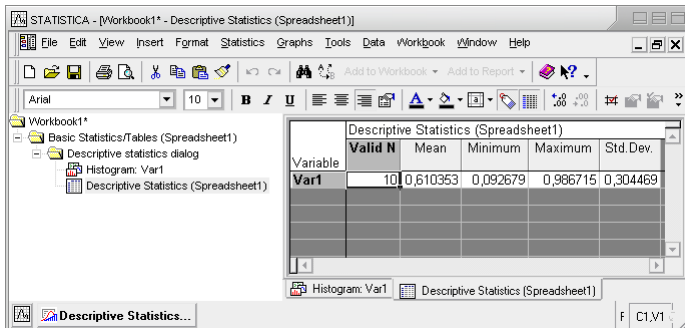 STATISTICA - [Workbook1* - Descriptive Statistics (Spreadsheet1)]
File Edit View Insert Format Statistics Graphs Tools Data Workbook Window Help
Add to Workbook Add to Report
Arial 10 B I U
Workbook1*
Basic Statistics/Tables (Spreadsheet1)
Descriptive statistics dialog
Histogram: Var1
Descriptive Statistics (Spreadsheet1)
Descriptive Statistics (Spreadsheet1)
Variable Valid N Mean Minimum Maximum Std.Dev.
Var1 10 0,610353 0,092679 0,986715 0,304469
Histogram: Var1 Descriptive Statistics (Spreadsheet1)
Descriptive Statistics... F C1,V1